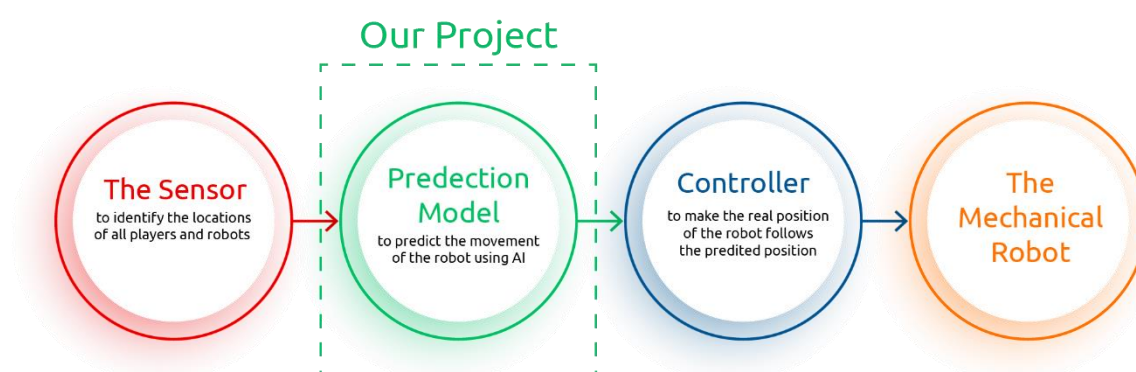 Our Project
The Sensor
to identify the locations
of all players and robots
Predection
Model
to predict the movement
of the robot using AI
Controller
to make the real position
of the robot follows
the predited position
The
Mechanical
Robot